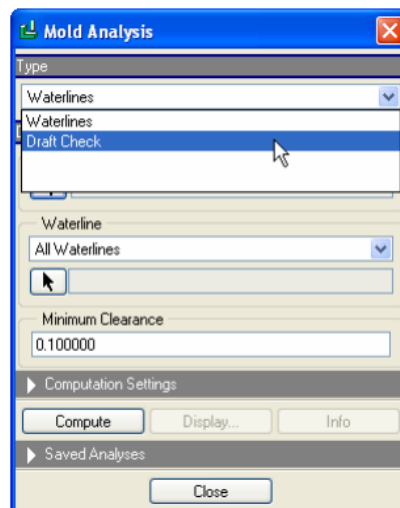 Mold Analysis
Type
Waterlines
Waterlines
Draft Check
Waterline
All Waterlines
Minimum Clearance
0.100000
Computation Settings
Compute Display... Info
Saved Analyses
Close